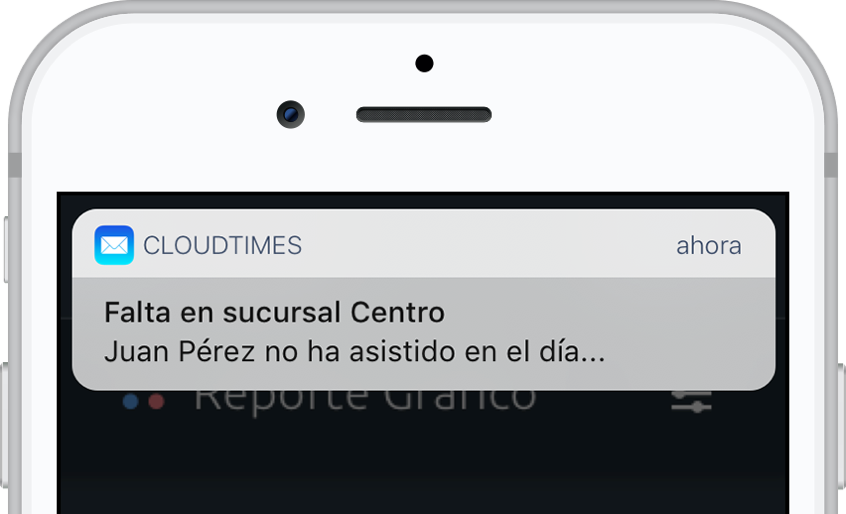 CLOUDTIMES
ahora
Falta en sucursal Centro
Juan Pérez no ha asistido en el día...
Reporte Gráfico